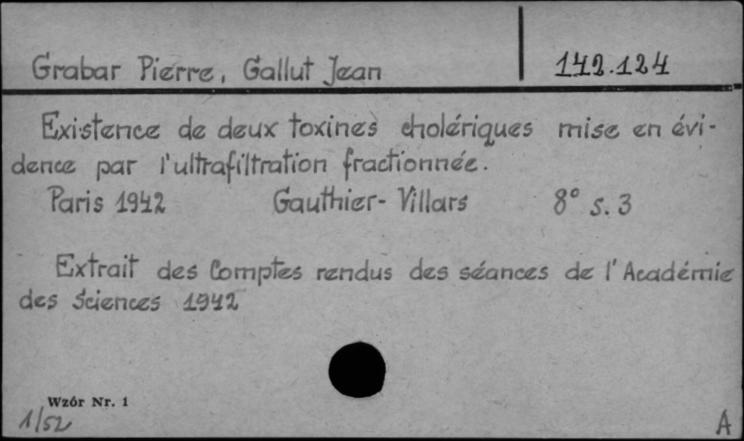 Grabar Pierre, Gallut Jean 142.124
Existence de deux toxines cholériques mise en évi-
dence par l'ultrafiltration fractionnée.
Paris 1942 Gauthier-Villars 8° s. 3
Extrait des Comptes rendus des séances de l'Académie
des Sciences 1942
Wzór Nr. 1
1/52 A